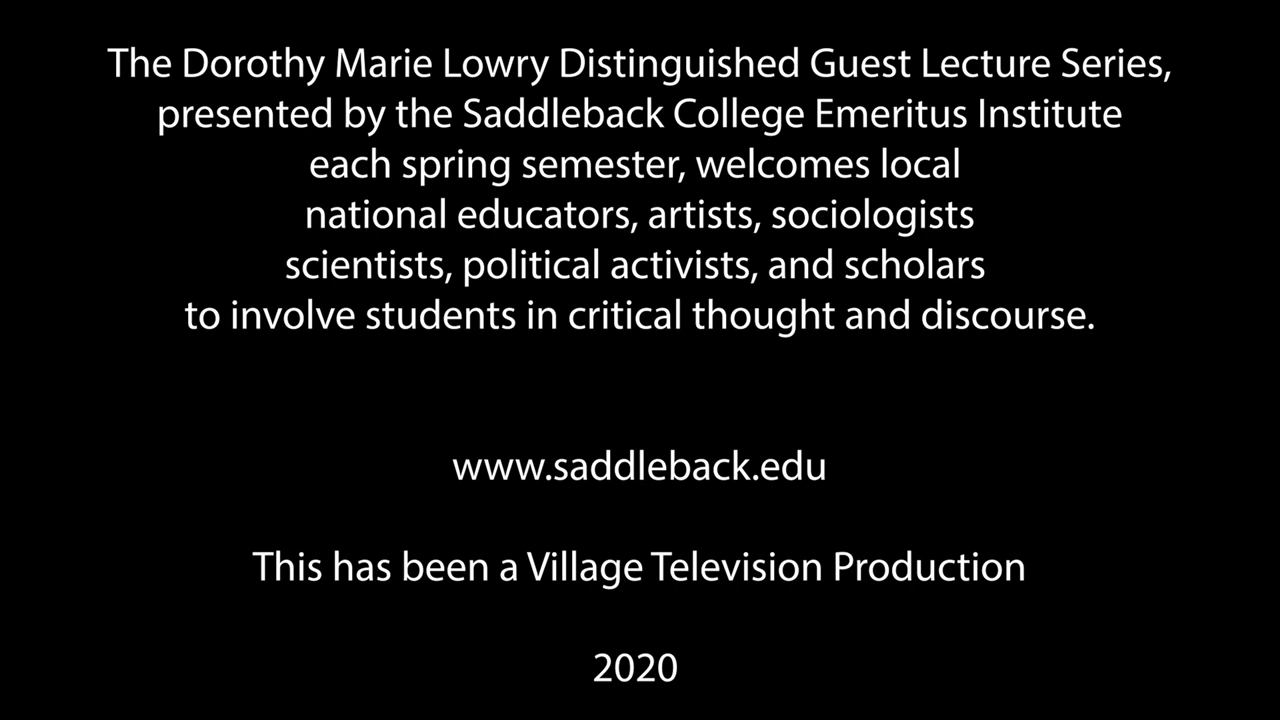 The Dorothy Marie Lowry Distinguished Guest Lecture Series,
presented by the Saddleback College Emeritus Institute
each spring semester, welcomes local
national educators, artists, sociologists
scientists, political activists, and scholars
to involve students in critical thought and discourse.
www.saddleback.edu
This has been a Village Television Production
2020